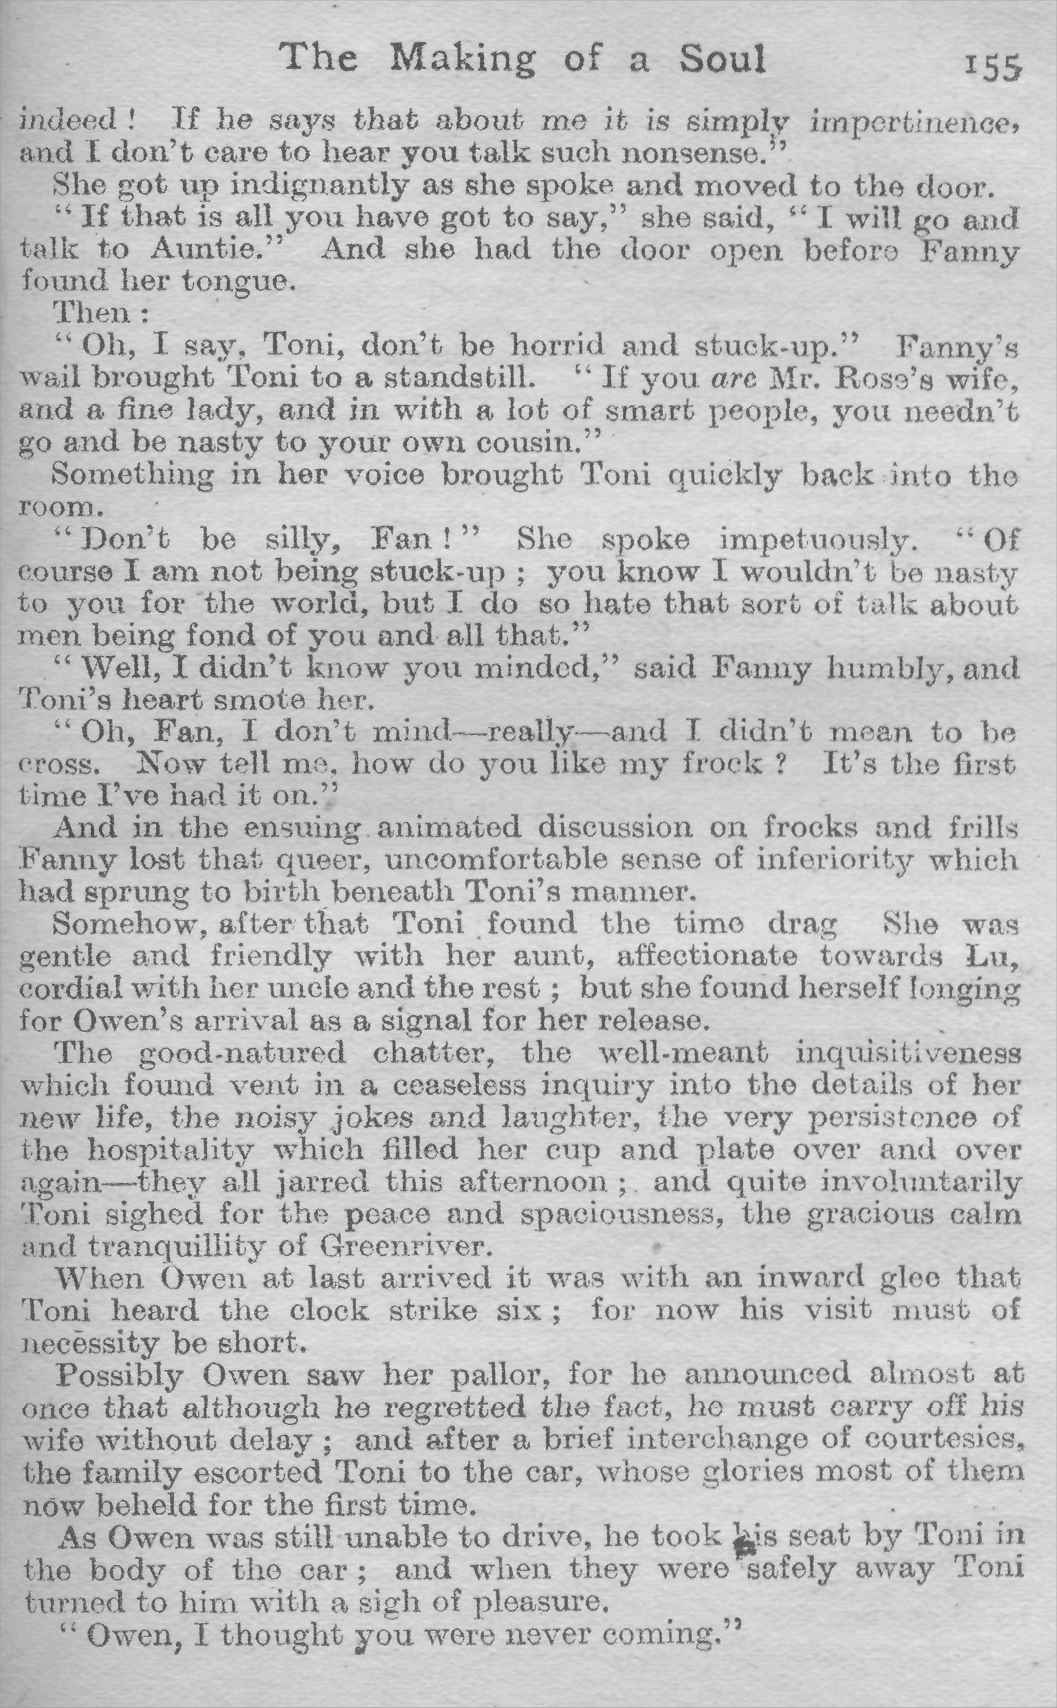 The Making of a Soul 155
indeed ! If he says that about me it is simply impertinence,
and I don't care to hear you talk such nonsense."
She got up indignantly as she spoke and moved to the door.
" If that is all you have got to say," she said, " I will go and
talk to Auntie." And she had the door open before Fanny
found her tongue.
Then :
" Oh, I say, Toni, don't be horrid and stuck-up." Fanny's
wail brought Toni to a standstill. " If you are Mr. Rose's wife,
and a fine lady, and in with a lot of smart people, you needn't
go and be nasty to your own cousin."
Something in her voice brought Toni quickly back into the
room.
" Don't be silly, Fan ! " She spoke impetuously. " Of
course I am not being stuck-up ; you know I wouldn't be nasty
to you for the world, but I do so hate that sort of talk about
men being fond of you and all that."
" Well, I didn't know you minded," said Fanny humbly, and
Toni's heart smote her.
" Oh, Fan, I don't mind—really—and I didn't mean to be
cross. Now tell me, how do you like my frock ? It's the first
time I've had it on."
And in the ensuing animated discussion on frocks and frills
Fanny lost that queer, uncomfortable sense of inferiority which
had sprung to birth beneath Toni's manner.
Somehow, after that Toni found the time drag She was
gentle and friendly with her aunt, affectionate towards Lu,
cordial with her uncle and the rest ; but she found herself longing
for Owen's arrival as a signal for her release.
The good-natured chatter, the well-meant inquisitiveness
which found vent in a ceaseless inquiry into the details of her
new life, the noisy jokes and laughter, the very persistence of
the hospitality which filled her cup and plate over and over
again—they all jarred this afternoon ; and quite involuntarily
Toni sighed for the peace and spaciousness, the gracious calm
and tranquillity of Greenriver.
When Owen at last arrived it was with an inward glee that
Toni heard the clock strike six ; for now his visit must of
necessity be short.
Possibly Owen saw her pallor, for he announced almost at
once that although he regretted the fact, he must carry off his
wife without delay ; and after a brief interchange of courtesies,
the family escorted Toni to the car, whose glories most of them
now beheld for the first time.
As Owen was still unable to drive, he took his seat by Toni in
the body of the car ; and when they were safely away Toni
turned to him with a sigh of pleasure.
" Owen, I thought you were never coming."